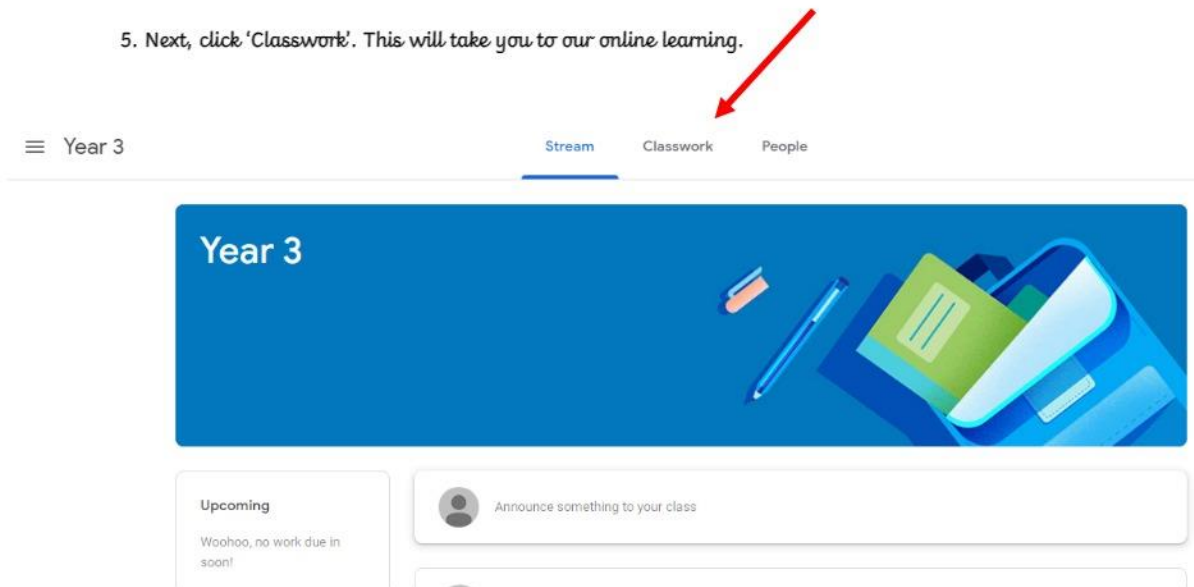 5. Next, click 'Classwork'. This will take you to our online learning.
Year 3
Stream Classwork People
Year 3
Upcoming
Woohoo, no work due in
soon!
Announce something to your class